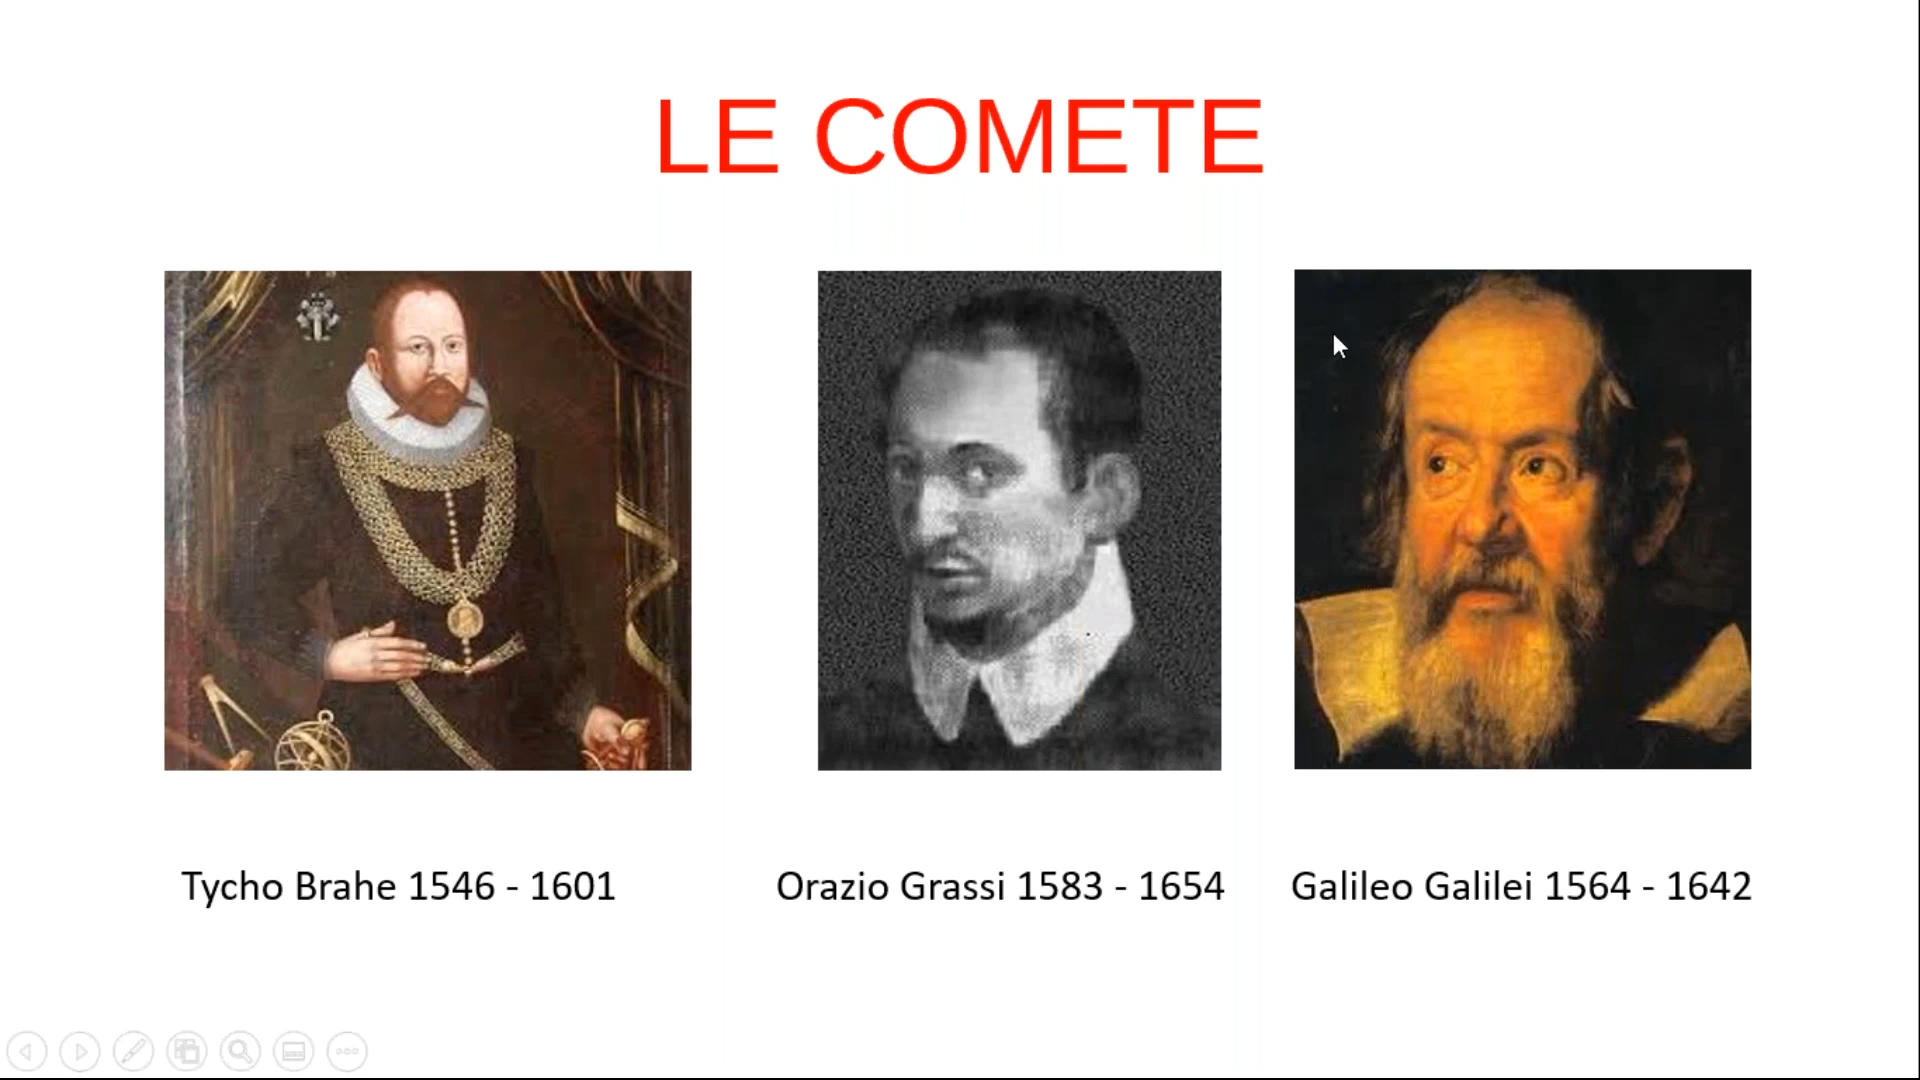 LE COMETE
Tycho Brahe 1546 - 1601
Orazio Grassi 1583 - 1654
Galileo Galilei 1564 - 1642